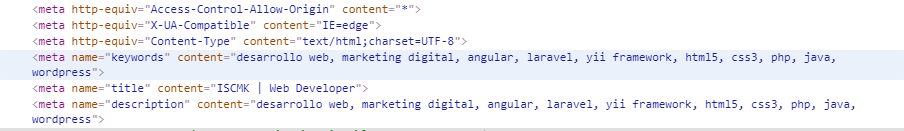 <meta http-equiv="Access-Control-Allow-Origin" content="*">
<meta http-equiv="X-UA-Compatible" content="IE=edge">
<meta http-equiv="Content-Type" content="text/html;charset=UTF-8">
<meta name="keywords" content="desarrollo web, marketing digital, angular, laravel, yii framework, html5, css3, php, java,
wordpress">
<meta name="title" content="ISCMK | Web Developer">
<meta name="description" content="desarrollo web, marketing digital, angular, laravel, yii framework, html5, css3, php, java,
wordpress">